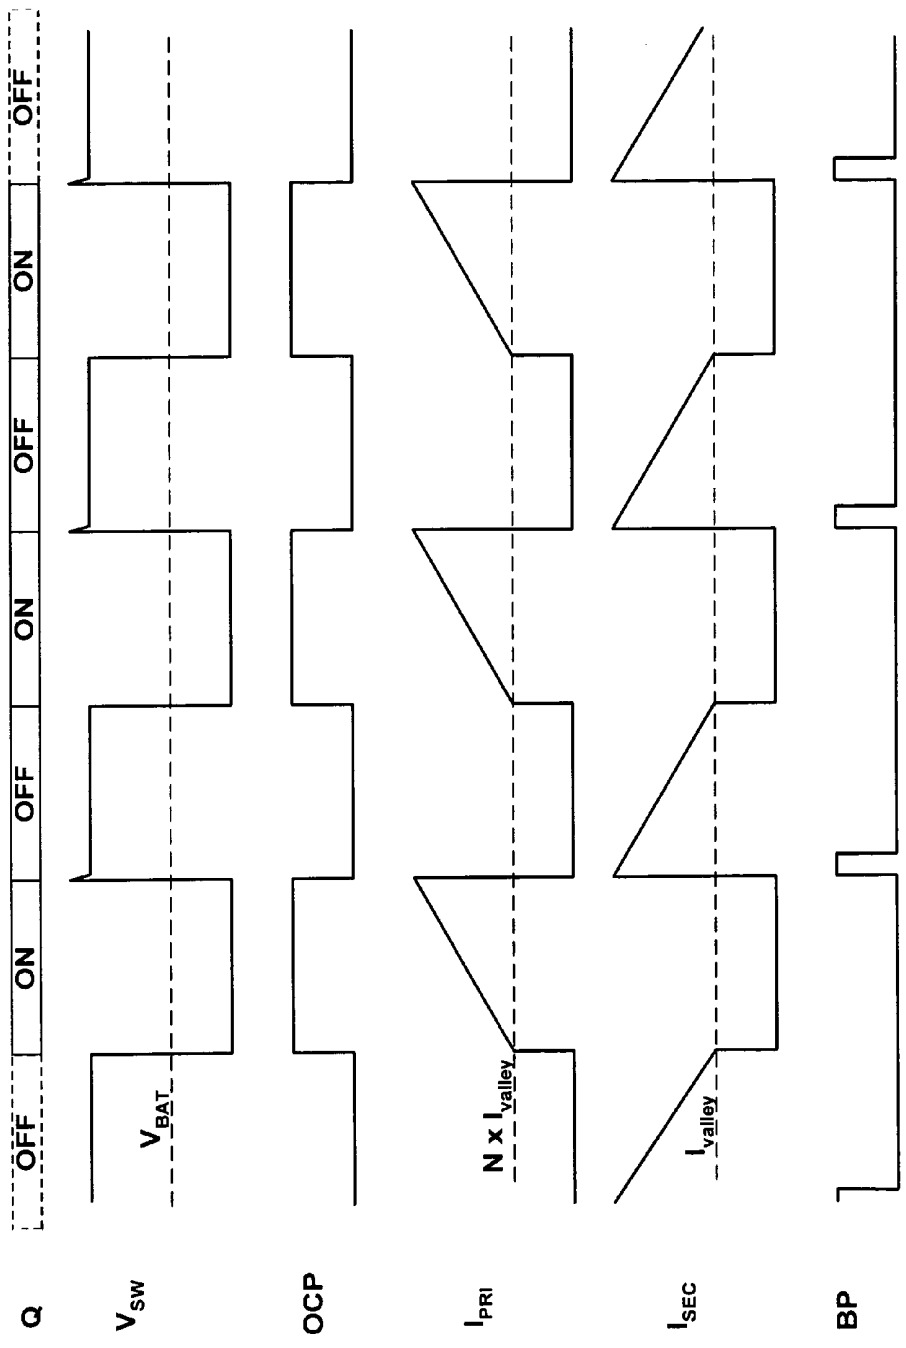 Q OFF ON OFF ON OFF ON OFF
V_SW V_BAT
OCP
I_PRI N x I_valley
I_SEC I_valley
BP